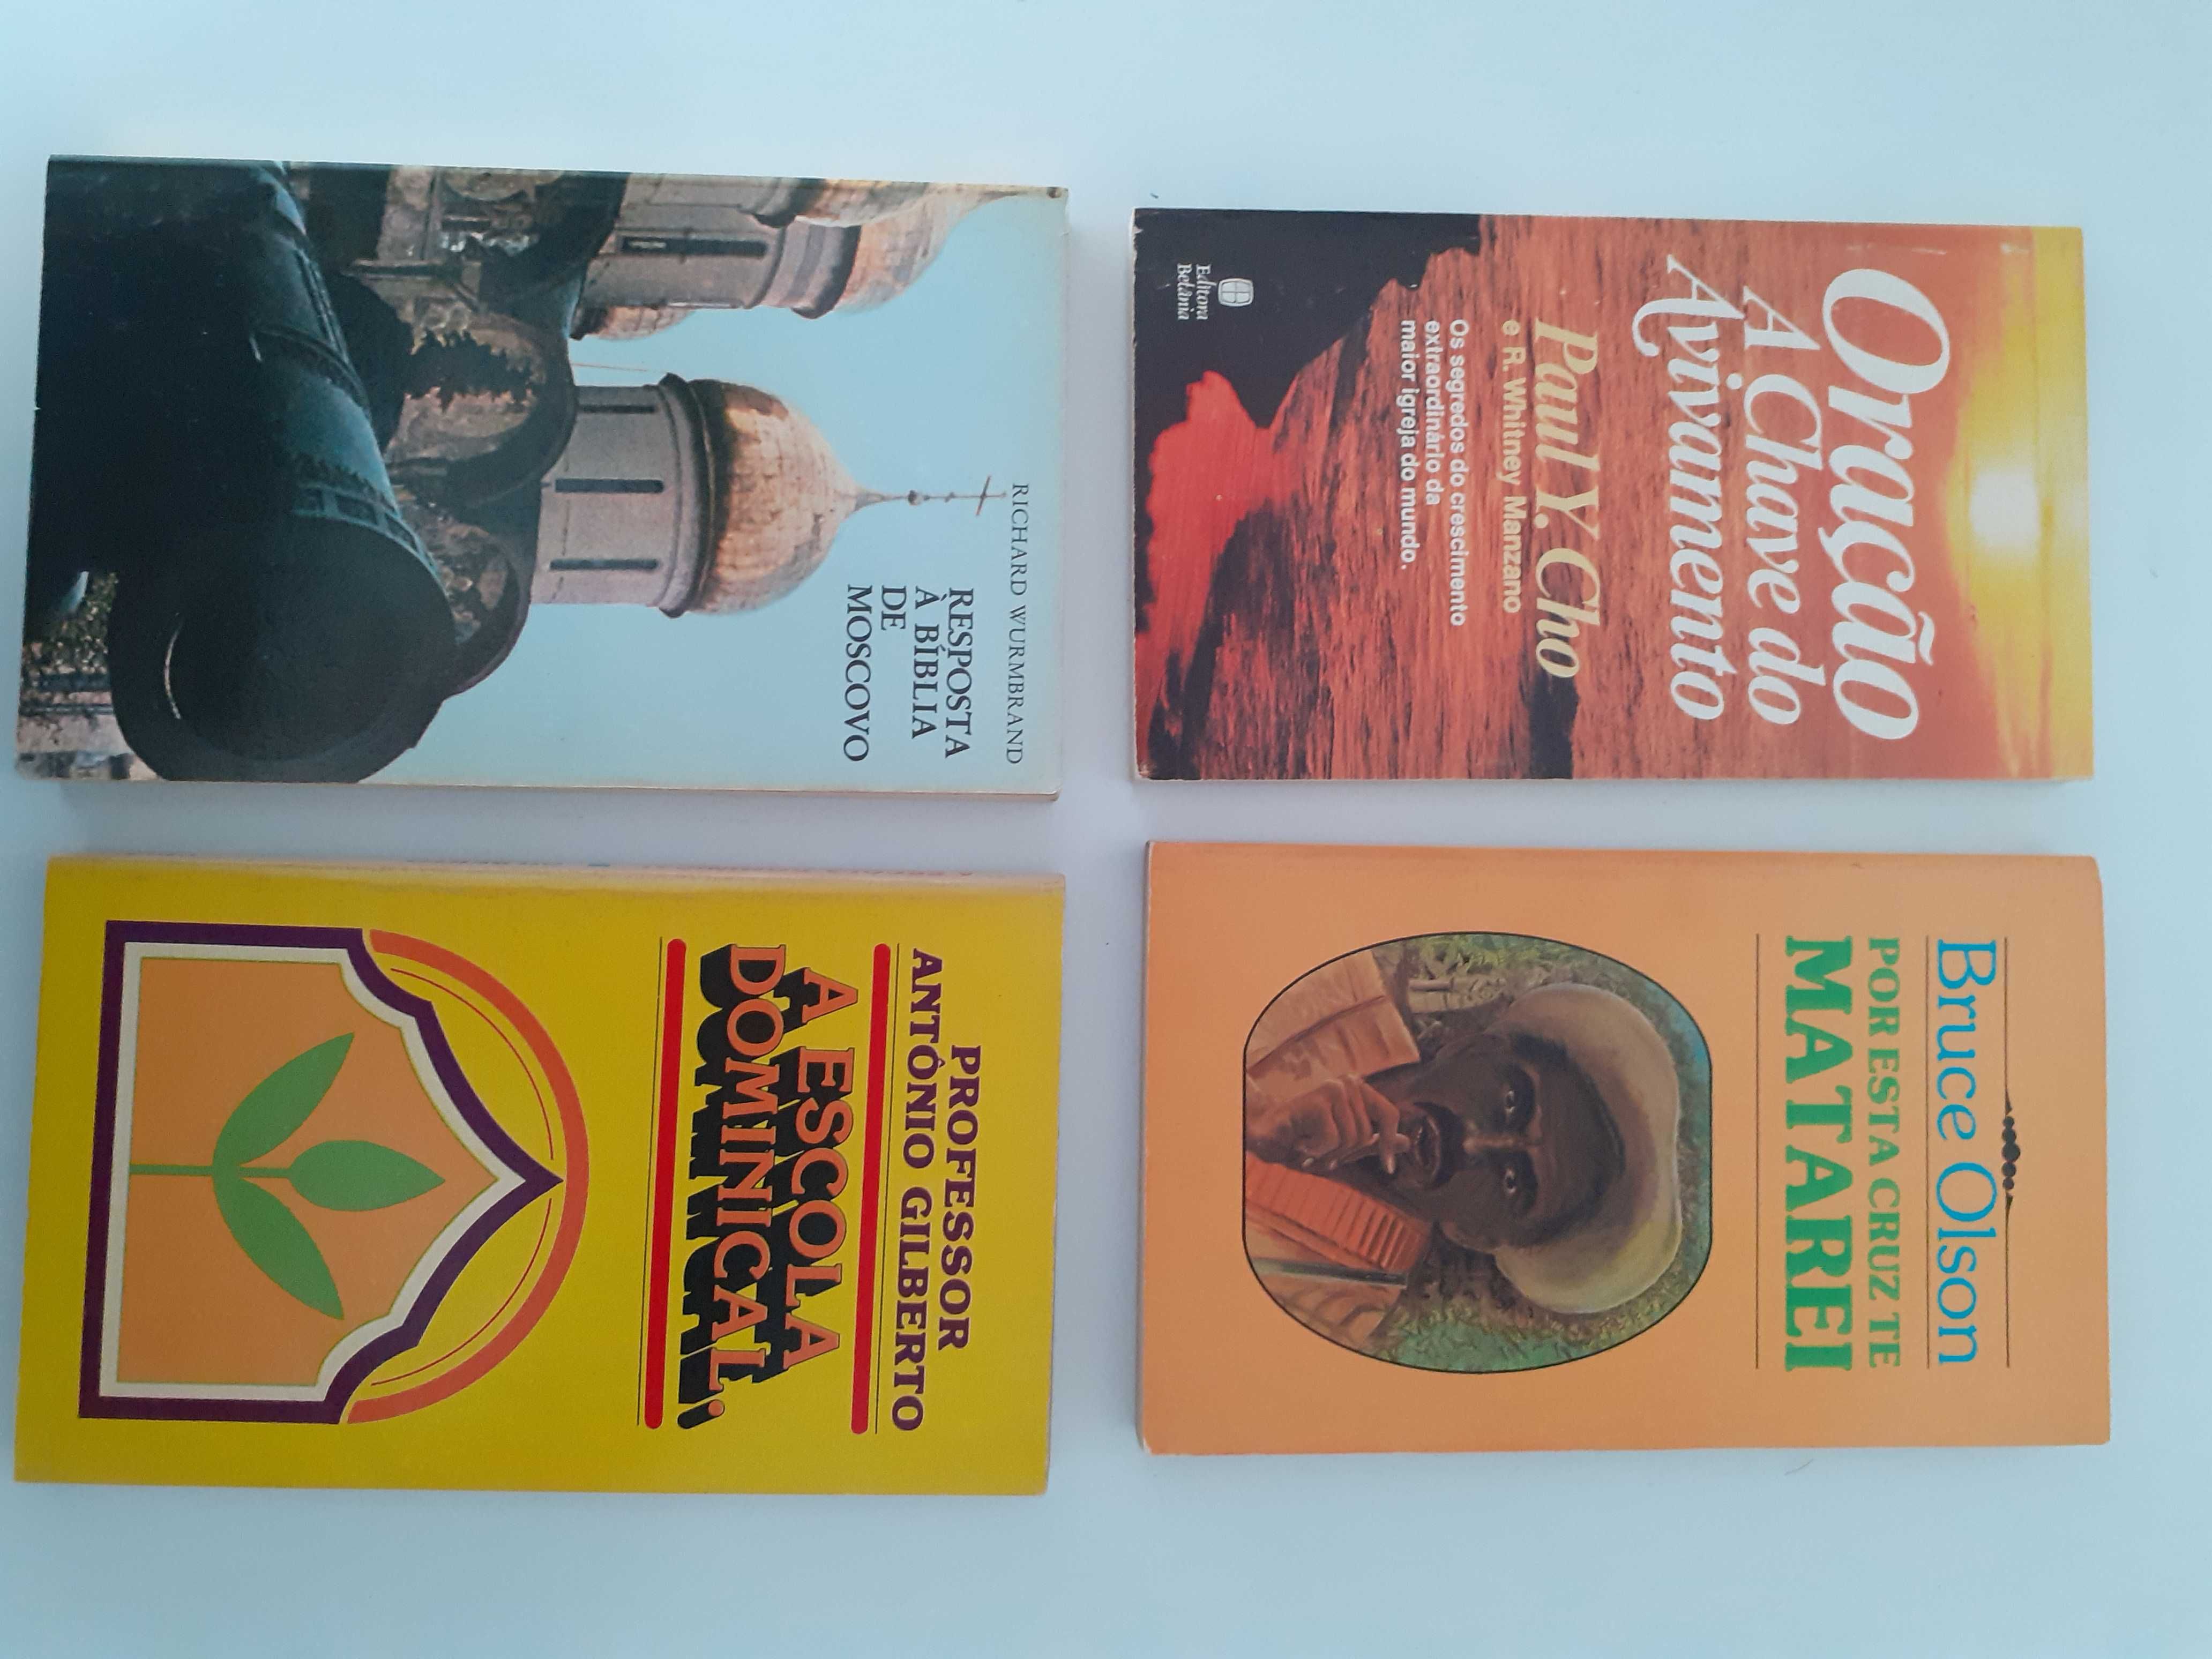 Oração
A Chave do
Avivamento
Paul Y. Cho
e R. Whitney Manzano
Os segredos do crescimento
extraordinário da
maior igreja do mundo.
Editora
Betânia
Bruce Olson
POR ESTA CRUZ TE
MATAREI
RICHARD WURMBRAND
RESPOSTA
À BÍBLIA
DE
MOSCOVO
PROFESSOR
ANTÔNIO GILBERTO
A ESCOLA
DOMINICAL.